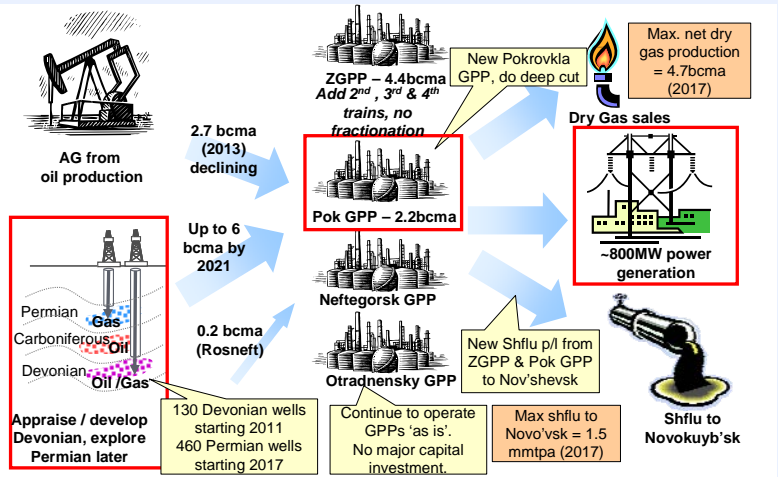 ZGPP – 4.4bcma
Add 2nd , 3rd & 4th
trains, no
fractionation
New Pokrovkla
GPP, do deep cut
Max. net dry
gas production
= 4.7bcma
(2017)
Dry Gas sales
AG from
oil production
2.7 bcma
(2013)
declining
Pok GPP – 2.2bcma
~800MW power
generation
Up to 6
bcma by
2021
Permian
Gas
Carboniferous
Oil
Devonian
Oil /Gas
0.2 bcma
(Rosneft)
Neftegorsk GPP
Otradnensky GPP
New Shflu p/l from
ZGPP & Pok GPP
to Nov'shevsk
Appraise / develop
Devonian, explore
Permian later
130 Devonian wells
starting 2011
460 Permian wells
starting 2017
Continue to operate
GPPs 'as is'.
No major capital
investment.
Max shflu to
Novo'vsk = 1.5
mmtpa (2017)
Shflu to
Novokuyb'sk